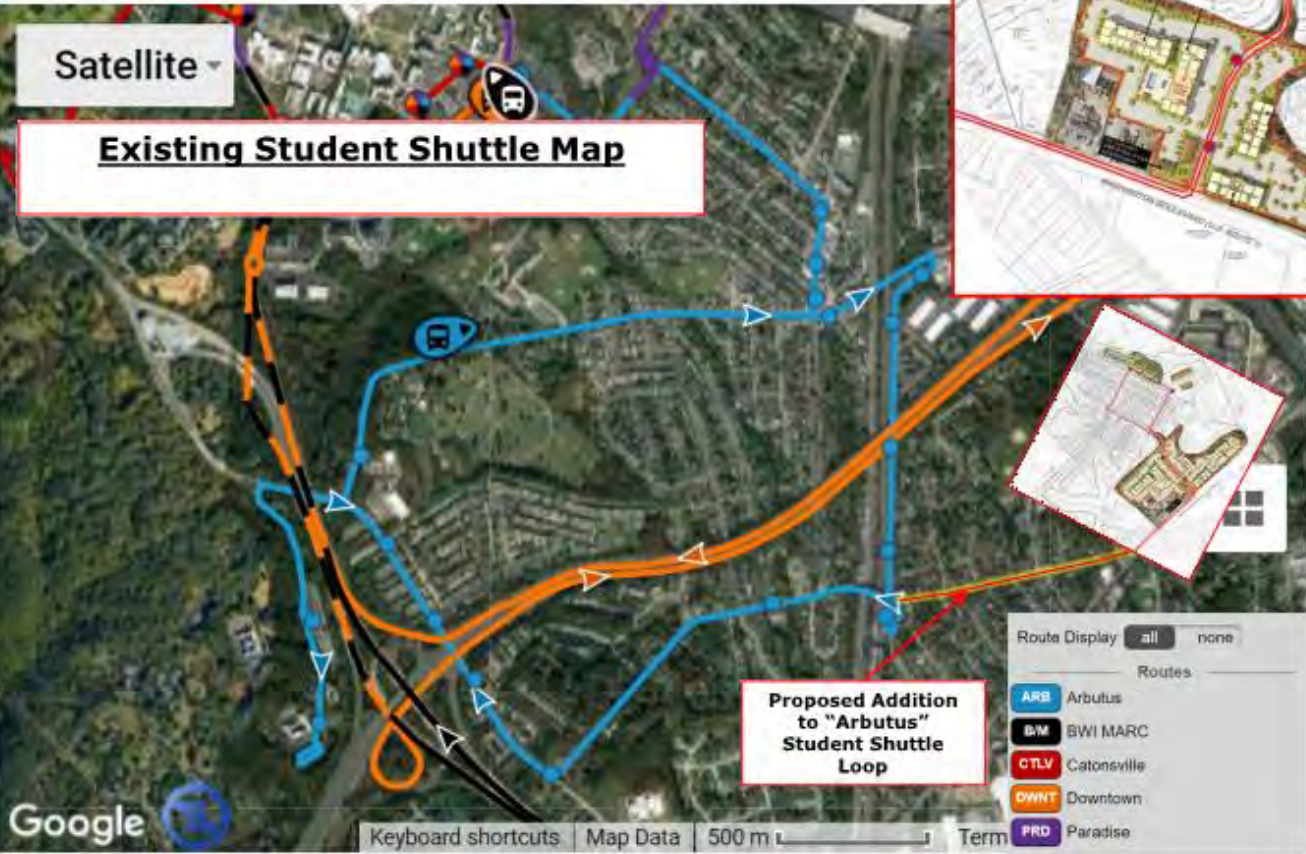 Satellite
Existing Student Shuttle Map
Proposed Addition
to “Arbutus”
Student Shuttle
Loop
Route Display all none
Routes
ARB Arbutus
B/M BWI MARC
CTLV Catonsville
DWNT Downtown
PRD Paradise
Google
Keyboard shortcuts Map Data 500 m Term